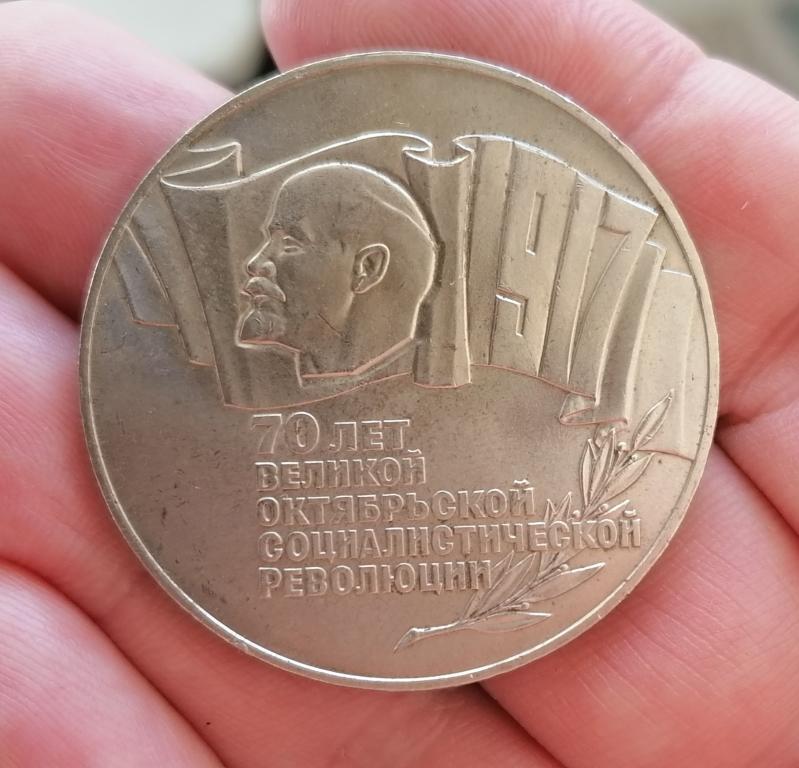 1917
70 ЛЕТ
ВЕЛИКОЙ
ОКТЯБРЬСКОЙ
СОЦИАЛИСТИЧЕСКОЙ
РЕВОЛЮЦИИ